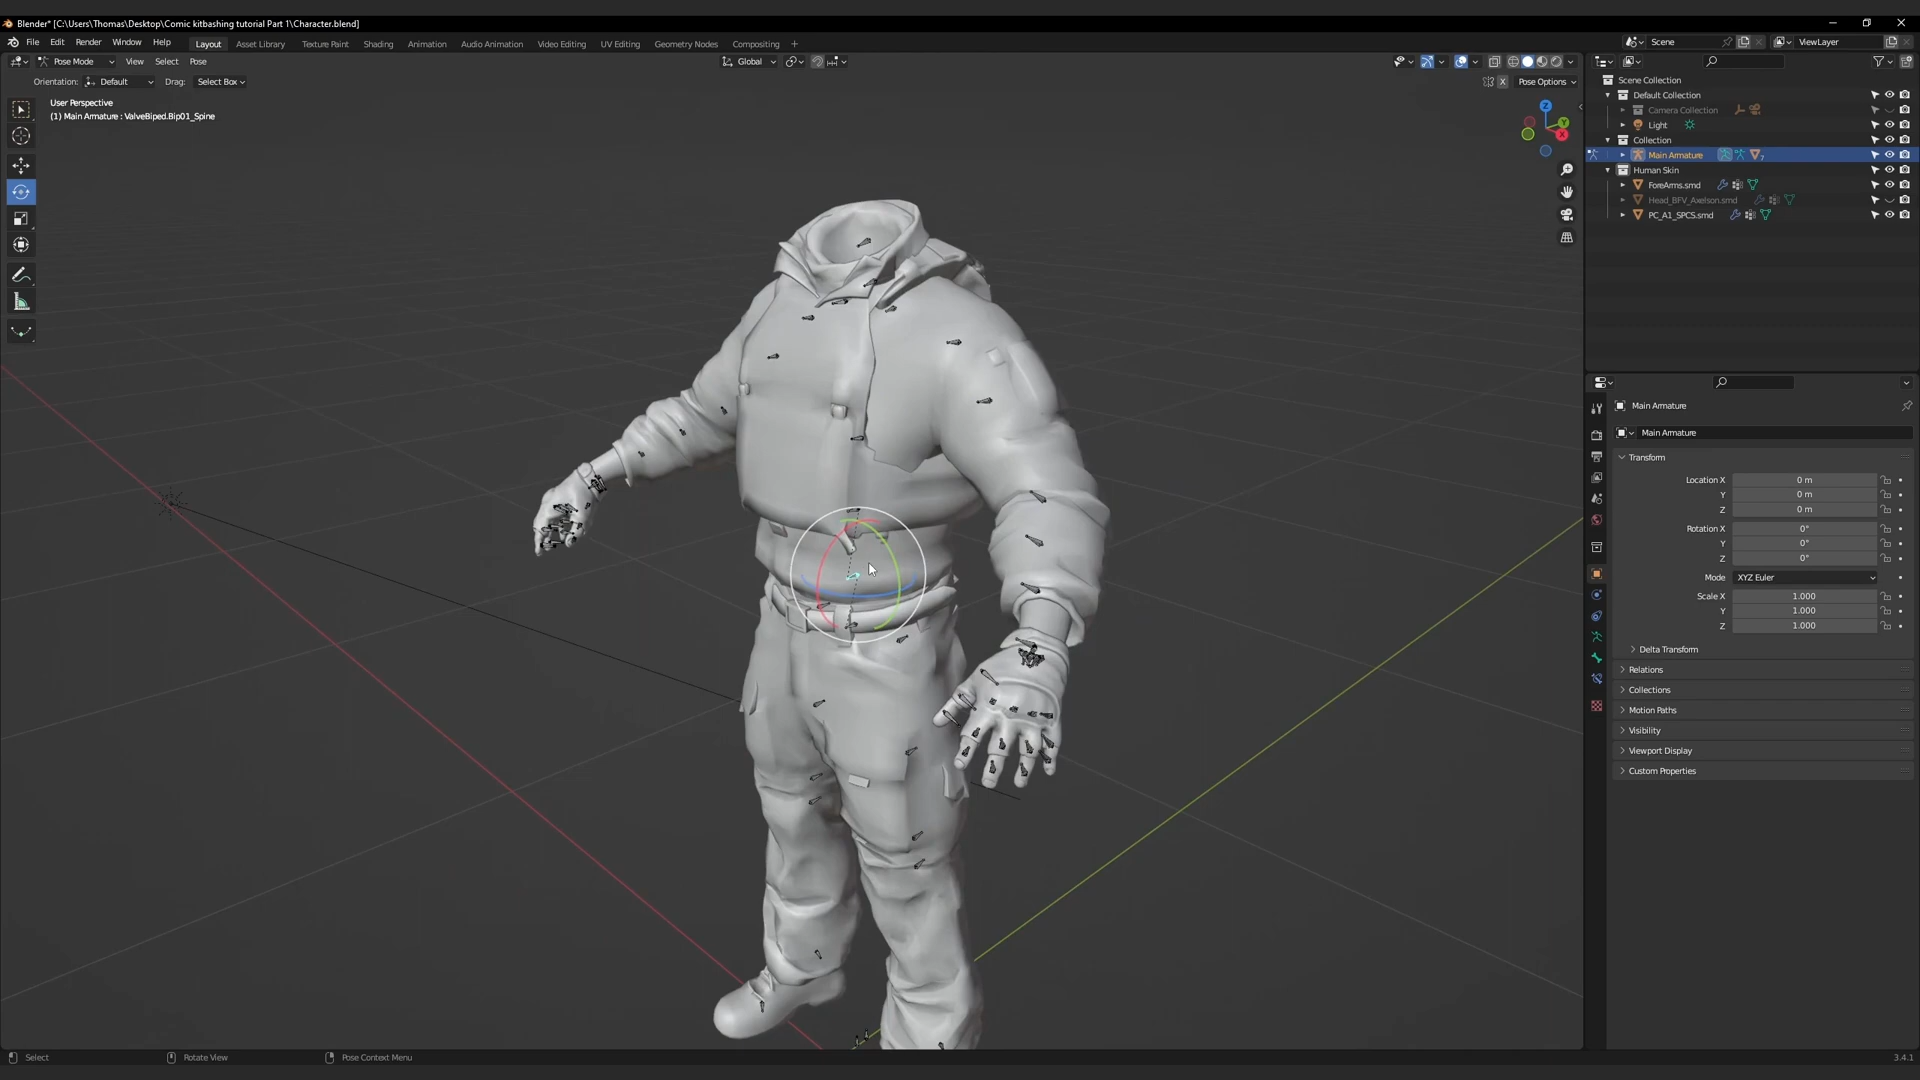 Blender* [C:\Users\Thomas\Desktop\Comic kitbashing tutorial Part 1\Character.blend]
File Edit Render Window Help Layout Asset Library Texture Paint Shading Animation Audio Animation Video Editing UV Editing Geometry Nodes Compositing + Scene ViewLayer
Pose Mode View Select Pose Global
Orientation: Default Drag: Select Box X Pose Options
User Perspective
(1) Main Armature : ValveBiped.Bip01_Spine
Z
Y
X
Scene Collection
Default Collection
Camera Collection
Light
Collection
Main Armature 7
Human Skin
ForeArms.smd
Head_BFV_Axelson.smd
PC_A1_SPCS.smd
Main Armature
Main Armature
Transform
Location X 0 m
Y 0 m
Z 0 m
Rotation X 0°
Y 0°
Z 0°
Mode XYZ Euler
Scale X 1.000
Y 1.000
Z 1.000
Delta Transform
Relations
Collections
Motion Paths
Visibility
Viewport Display
Custom Properties
Select Rotate View Pose Context Menu 3.4.1